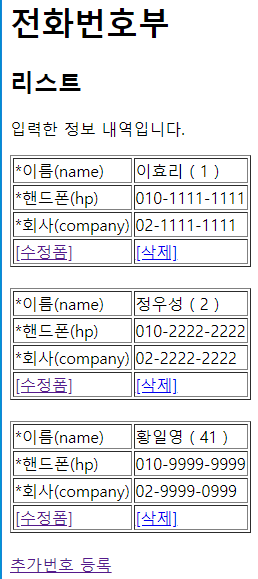 전화번호부
리스트
입력한 정보 내역입니다.
*이름(name) 이효리 ( 1 )
*핸드폰(hp) 010-1111-1111
*회사(company) 02-1111-1111
[수정폼] [삭제]
*이름(name) 정우성 ( 2 )
*핸드폰(hp) 010-2222-2222
*회사(company) 02-2222-2222
[수정폼] [삭제]
*이름(name) 황일영 ( 41 )
*핸드폰(hp) 010-9999-9999
*회사(company) 02-9999-0999
[수정폼] [삭제]
추가번호 등록